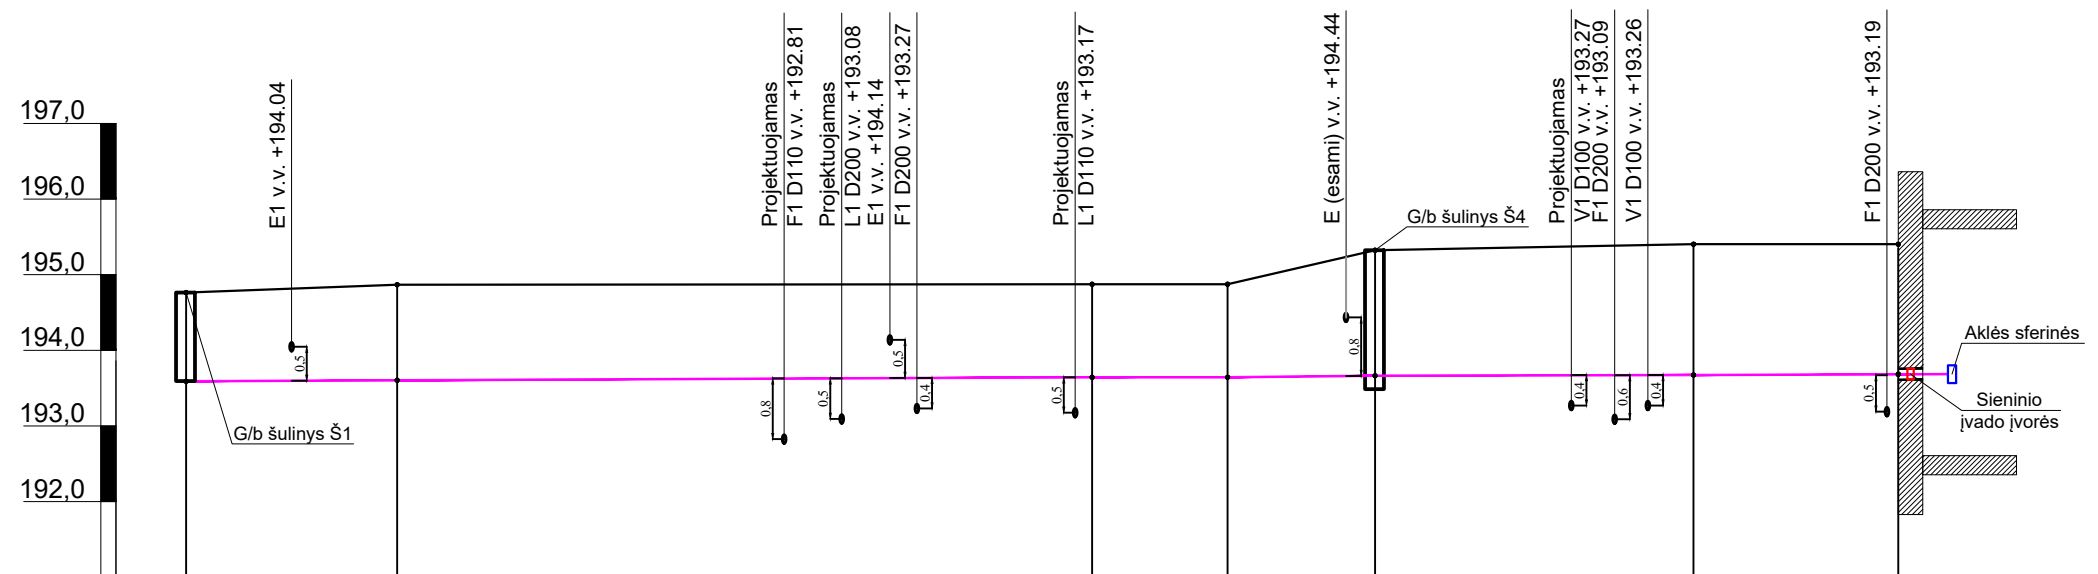 197,0
196,0
195,0
194,0
193,0
192,0
E1 v.v. +194.04
Projektuojamas
F1 D110 v.v. +192.81
Projektuojamas
L1 D200 v.v. +193.08
E1 v.v. +194.14
F1 D200 v.v. +193.27
Projektuojamas
L1 D110 v.v. +193.17
E (esami) v.v. +194.44
Projektuojamas
V1 D100 v.v. +193.27
F1 D200 v.v. +193.09
V1 D100 v.v. +193.26
F1 D200 v.v. +193.19
G/b šulinys Š1
G/b šulinys Š4
Aklės sferinės
Sieninio
įvado įvorės
0,5
0,8
0,5
0,5
0,4
0,5
0,8
0,4
0,6
0,4
0,5